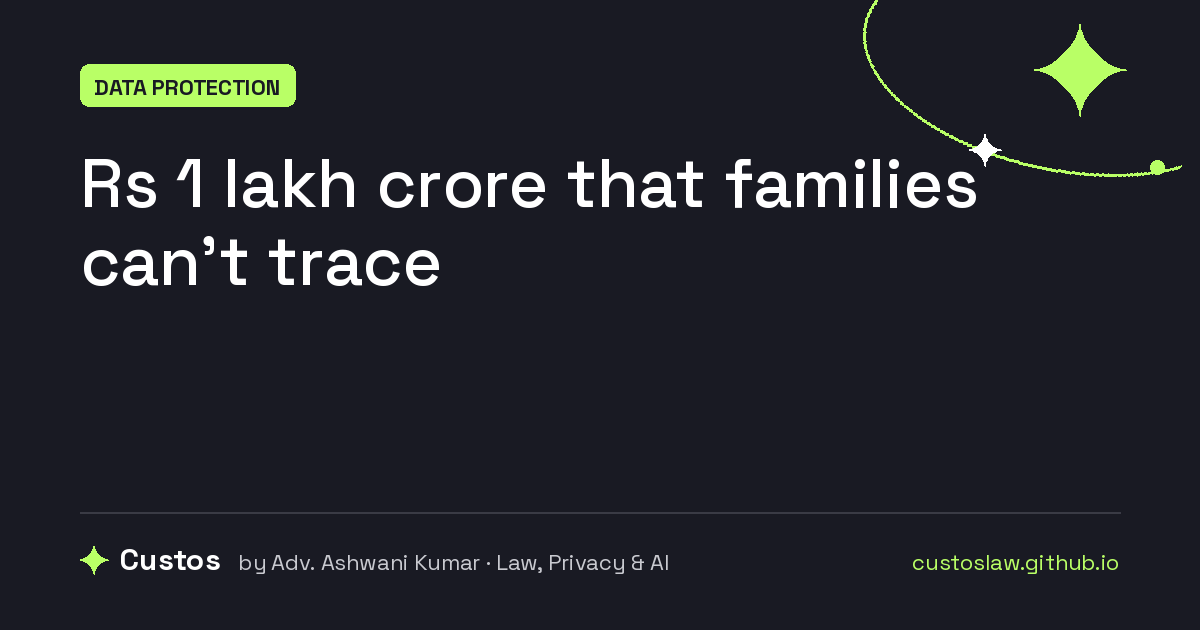 DATA PROTECTION
Rs 1 lakh crore that families
can’t trace
Custos by Adv. Ashwani Kumar · Law, Privacy & AI
custoslaw.github.io